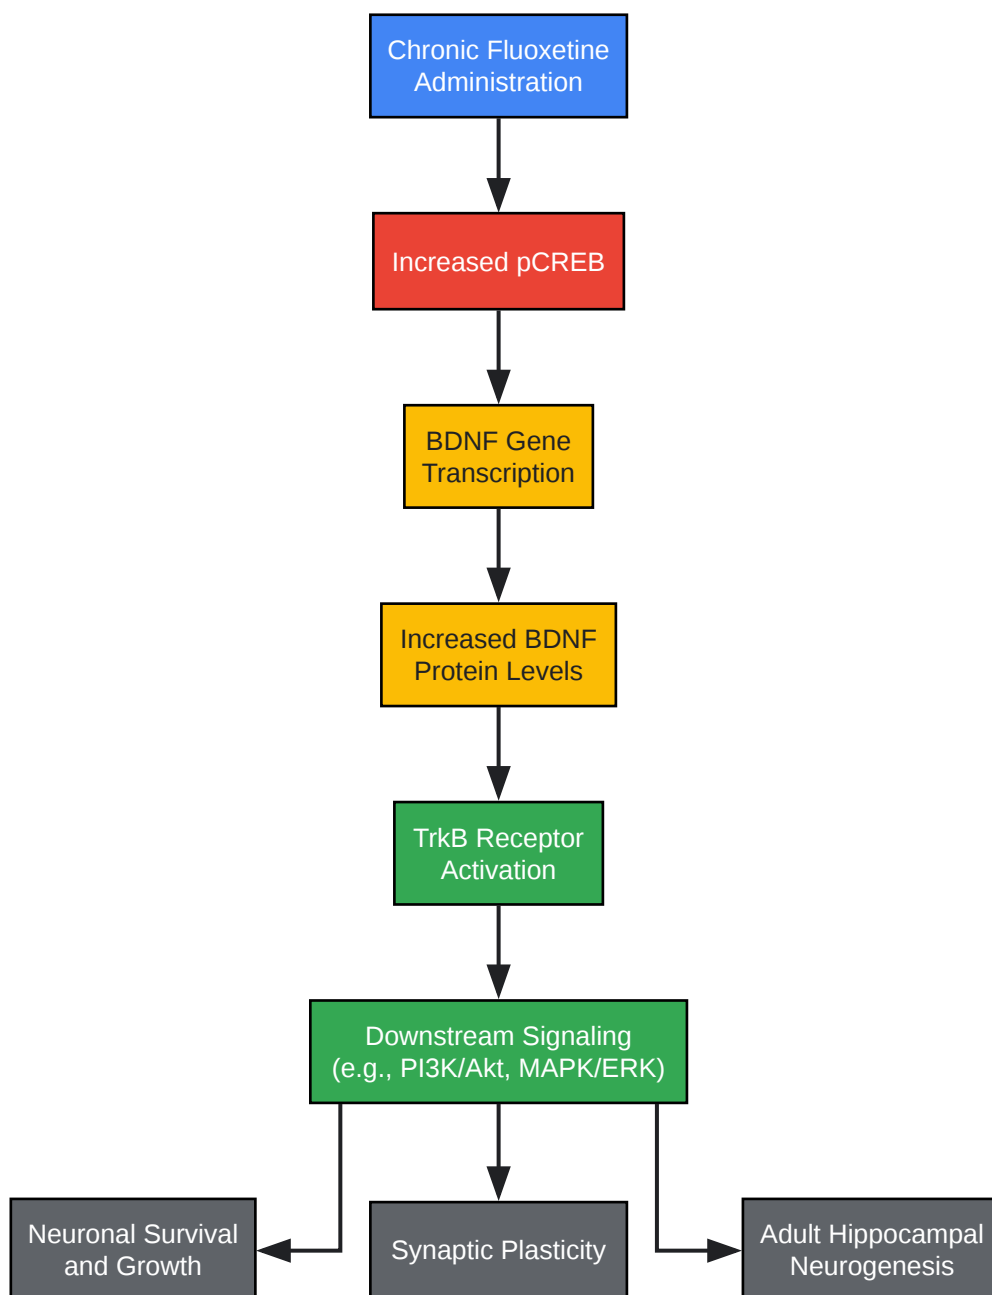 Chronic Fluoxetine
Administration
Increased pCREB
BDNF Gene
Transcription
Increased BDNF
Protein Levels
TrkB Receptor
Activation
Downstream Signaling
(e.g., PI3K/Akt, MAPK/ERK)
Neuronal Survival
and Growth
Synaptic Plasticity
Adult Hippocampal
Neurogenesis